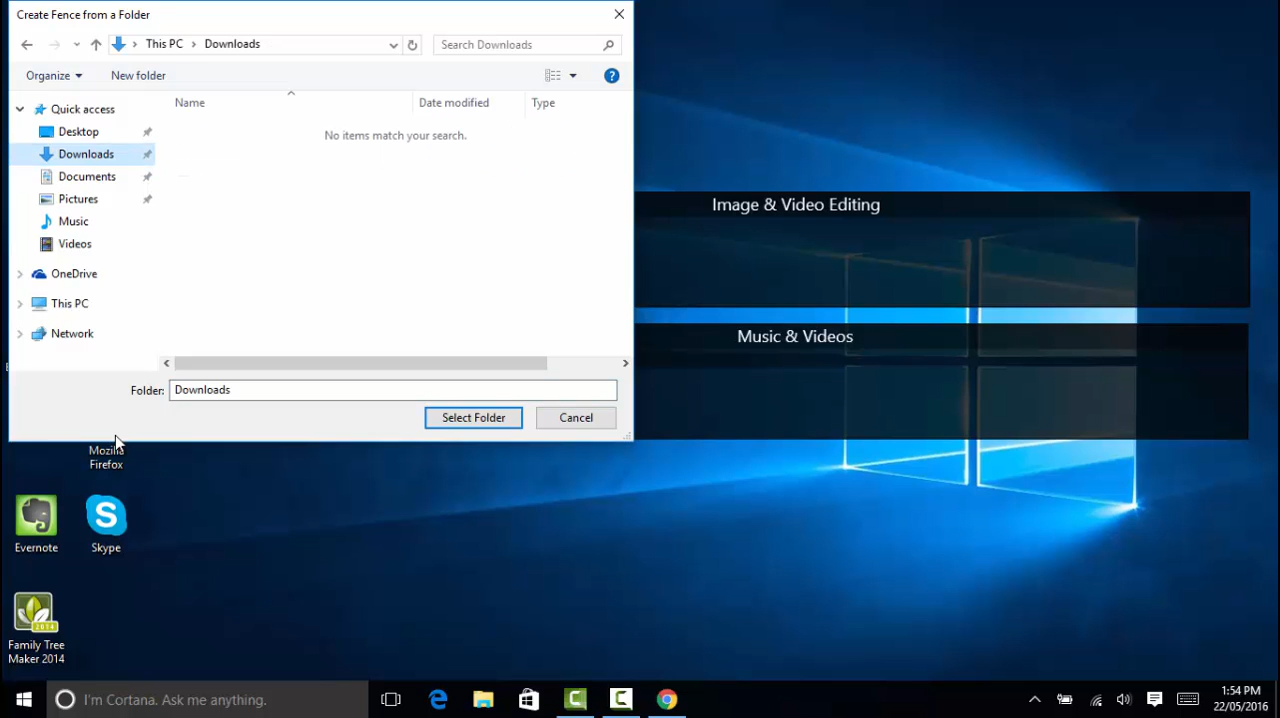 Create Fence from a Folder
This PC > Downloads
Search Downloads
Organize
New folder
?
Name
Date modified
Type
No items match your search.
Quick access
Desktop
Downloads
Documents
Pictures
Music
Videos
OneDrive
This PC
Network
Folder: Downloads
Select Folder
Cancel
Image & Video Editing
Music & Videos
Mozilla
Firefox
Evernote
Skype
2014
Family Tree
Maker 2014
I'm Cortana. Ask me anything.
1:54 PM
22/05/2016